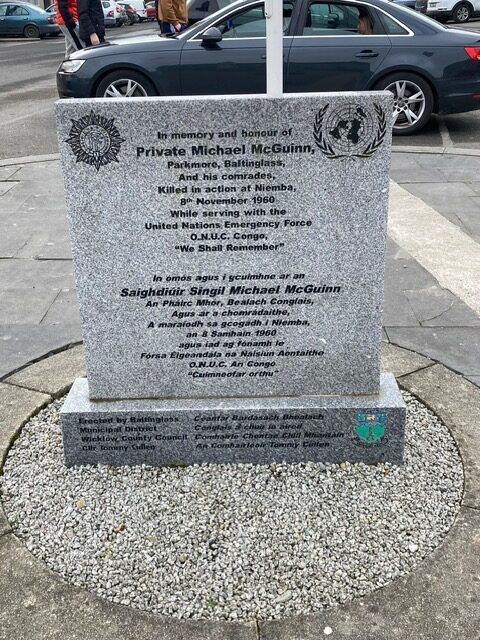 In memory and honour of
Private Michael McGuinn,
Parkmore, Baltinglass,
And his comrades,
Killed in action at Niemba,
8th November 1960
While serving with the
United Nations Emergency Force
O.N.U.C. Congo,
"We Shall Remember"
In omós agus i gcuimhne ar an
Saighdiúir Singil Michael McGuinn
An Pháirc Mhór, Bealach Conglais,
Agus ar a chomrádaithe,
A maraíodh sa gcogadh i Niemba,
an 8 Samhain 1960
agus iad ag fónamh le
Fórsa Éigeandála na Náisiún Aontaithe
O.N.U.C. An Congo
"Cuimneofar orthu"
Erected by Baltinglass
Municipal District
Wicklow County Council
Cllr Tommy Cullen
Ceantar Bardasach Bhealach
Conglais a chuir in aired
Comhairle Chontae Chill Mhantáin
An Comhairleoir Tommy Cullen